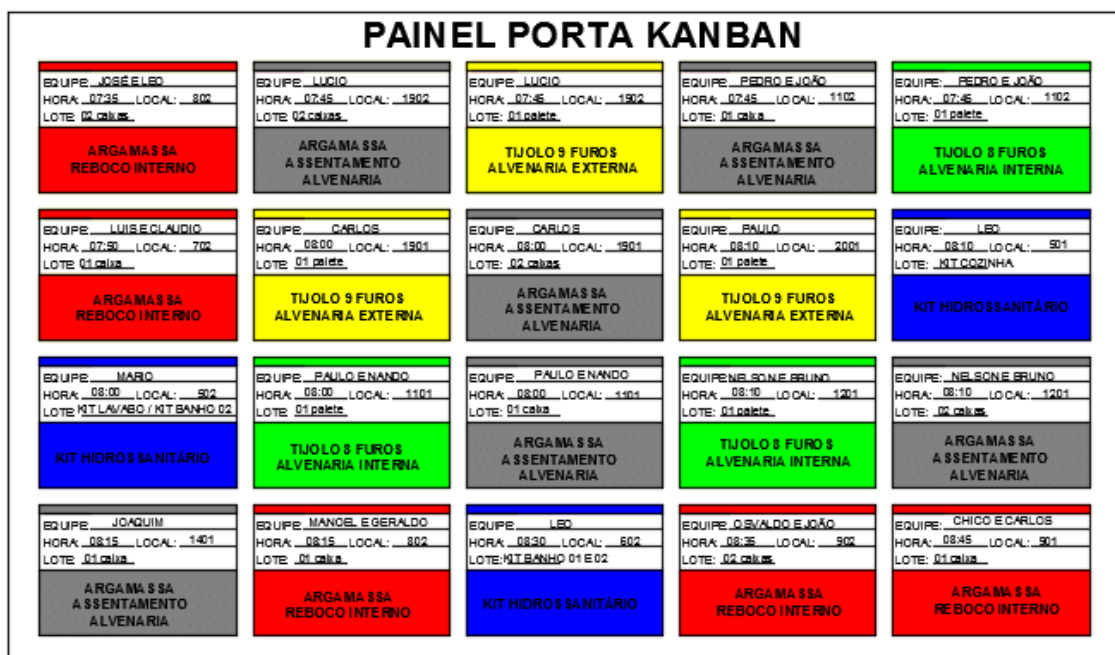 PAINEL PORTA KANBAN
EQUIPE: JOSÉ E LEO
HORA: 07:35 LOCAL: 802
LOTE: 02 caixas
ARGAMASSA
REBOCO INTERNO
EQUIPE: LUCIO
HORA: 07:45 LOCAL: 1902
LOTE: 02 caixas
ARGAMASSA
ASSENTAMENTO
ALVENARIA
EQUIPE: LUCIO
HORA: 07:45 LOCAL: 1902
LOTE: 01 palete
TIJOLO 9 FUROS
ALVENARIA EXTERNA
EQUIPE: PEDRO E JOÃO
HORA: 07:45 LOCAL: 1102
LOTE: 01 caixa
ARGAMASSA
ASSENTAMENTO
ALVENARIA
EQUIPE: PEDRO E JOÃO
HORA: 07:45 LOCAL: 1102
LOTE: 01 palete
TIJOLO 8 FUROS
ALVENARIA INTERNA
EQUIPE: LUIS E CLAUDIO
HORA: 07:50 LOCAL: 702
LOTE: 01 caixa
ARGAMASSA
REBOCO INTERNO
EQUIPE: CARLOS
HORA: 08:00 LOCAL: 1901
LOTE: 01 palete
TIJOLO 9 FUROS
ALVENARIA EXTERNA
EQUIPE: CARLOS
HORA: 08:00 LOCAL: 1901
LOTE: 02 caixas
ARGAMASSA
ASSENTAMENTO
ALVENARIA
EQUIPE: PAULO
HORA: 08:10 LOCAL: 2001
LOTE: 01 palete
TIJOLO 9 FUROS
ALVENARIA EXTERNA
EQUIPE: LEO
HORA: 08:10 LOCAL: 501
LOTE: KIT COZINHA
KIT HIDROSSANITÁRIO
EQUIPE: MARIO
HORA: 08:00 LOCAL: 502
LOTE: KIT LAVABO / KIT BANHO 02
KIT HIDROSSANITÁRIO
EQUIPE: PAULO E NANDO
HORA: 08:00 LOCAL: 1101
LOTE: 01 palete
TIJOLO 8 FUROS
ALVENARIA INTERNA
EQUIPE: PAULO E NANDO
HORA: 08:00 LOCAL: 1101
LOTE: 01 caixa
ARGAMASSA
ASSENTAMENTO
ALVENARIA
EQUIPE: NELSON E BRUNO
HORA: 08:10 LOCAL: 1201
LOTE: 01 palete
TIJOLO 8 FUROS
ALVENARIA INTERNA
EQUIPE: NELSON E BRUNO
HORA: 08:10 LOCAL: 1201
LOTE: 02 caixas
ARGAMASSA
ASSENTAMENTO
ALVENARIA
EQUIPE: JOAQUIM
HORA: 08:15 LOCAL: 1401
LOTE: 01 caixa
ARGAMASSA
ASSENTAMENTO
ALVENARIA
EQUIPE: MANOEL E GERALDO
HORA: 08:15 LOCAL: 802
LOTE: 01 caixa
ARGAMASSA
REBOCO INTERNO
EQUIPE: LEO
HORA: 08:30 LOCAL: 602
LOTE: KIT BANHO 01 E 02
KIT HIDROSSANITÁRIO
EQUIPE: OSVALDO E JOÃO
HORA: 08:35 LOCAL: 902
LOTE: 02 caixas
ARGAMASSA
REBOCO INTERNO
EQUIPE: CHICO E CARLOS
HORA: 08:45 LOCAL: 901
LOTE: 01 caixa
ARGAMASSA
REBOCO INTERNO